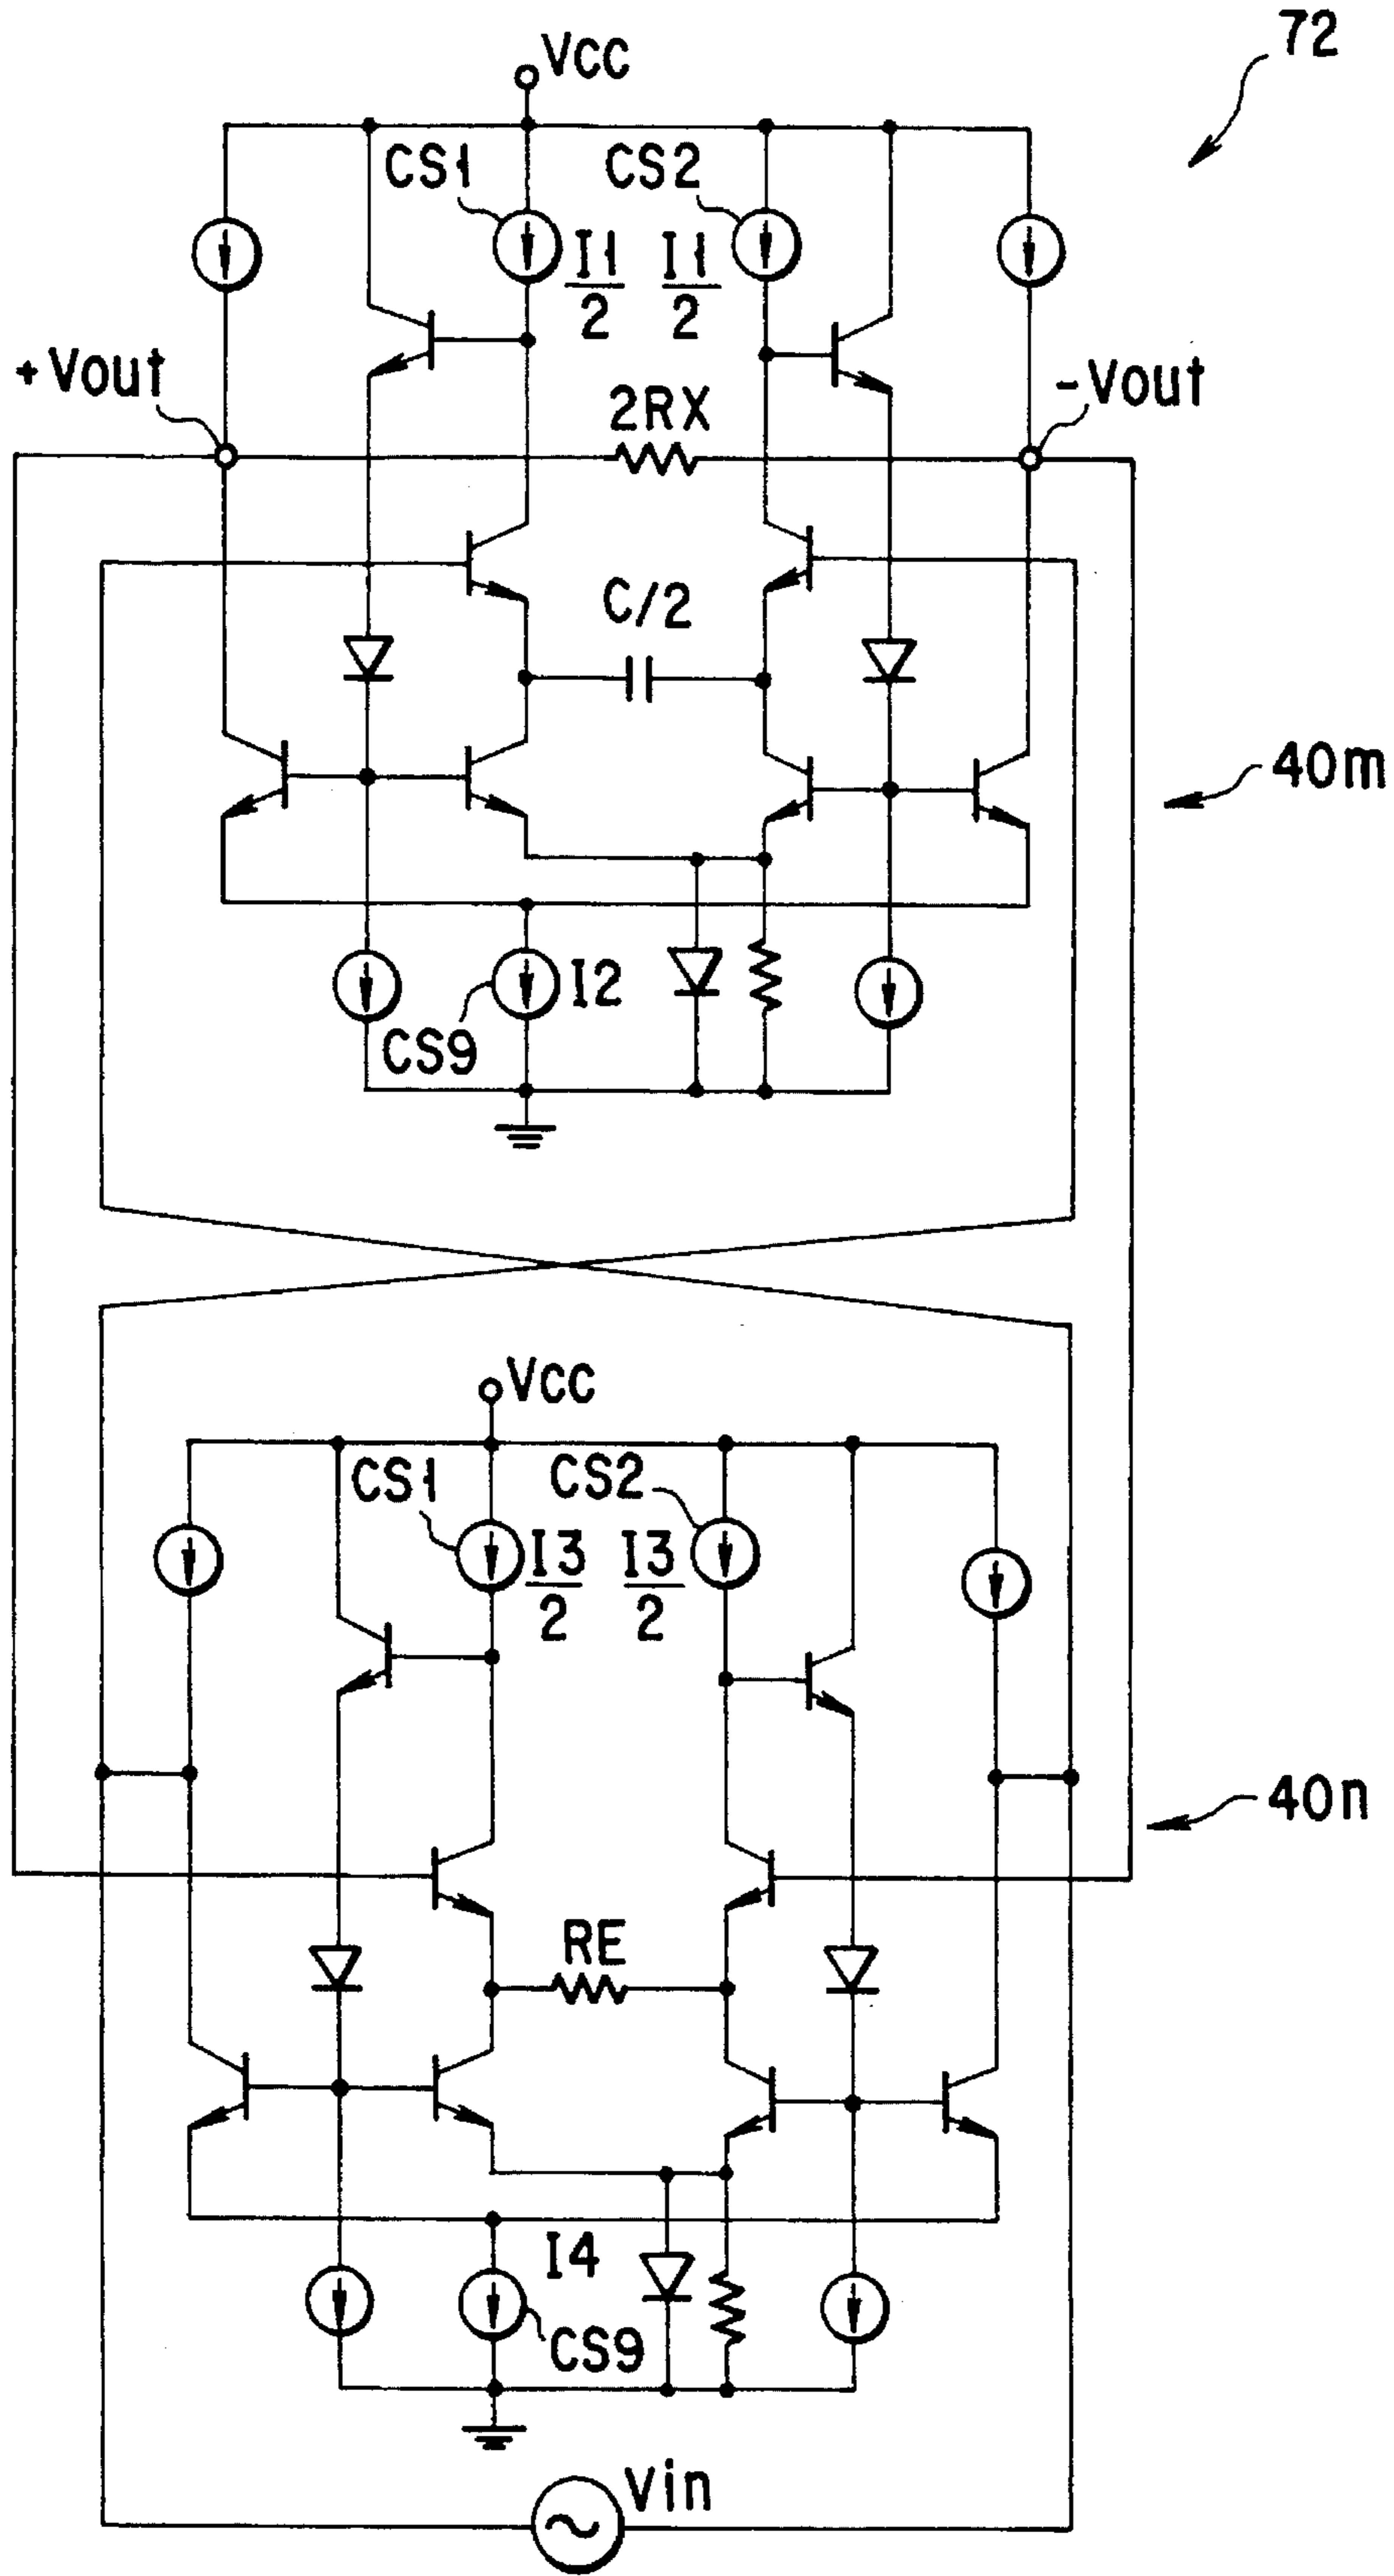 72
VCC
CS1
CS2
I1/2
I1/2
+Vout
2RX
-Vout
C/2
40m
I2
CS9
VCC
CS1
CS2
I3/2
I3/2
40n
RE
I4
CS9
Vin